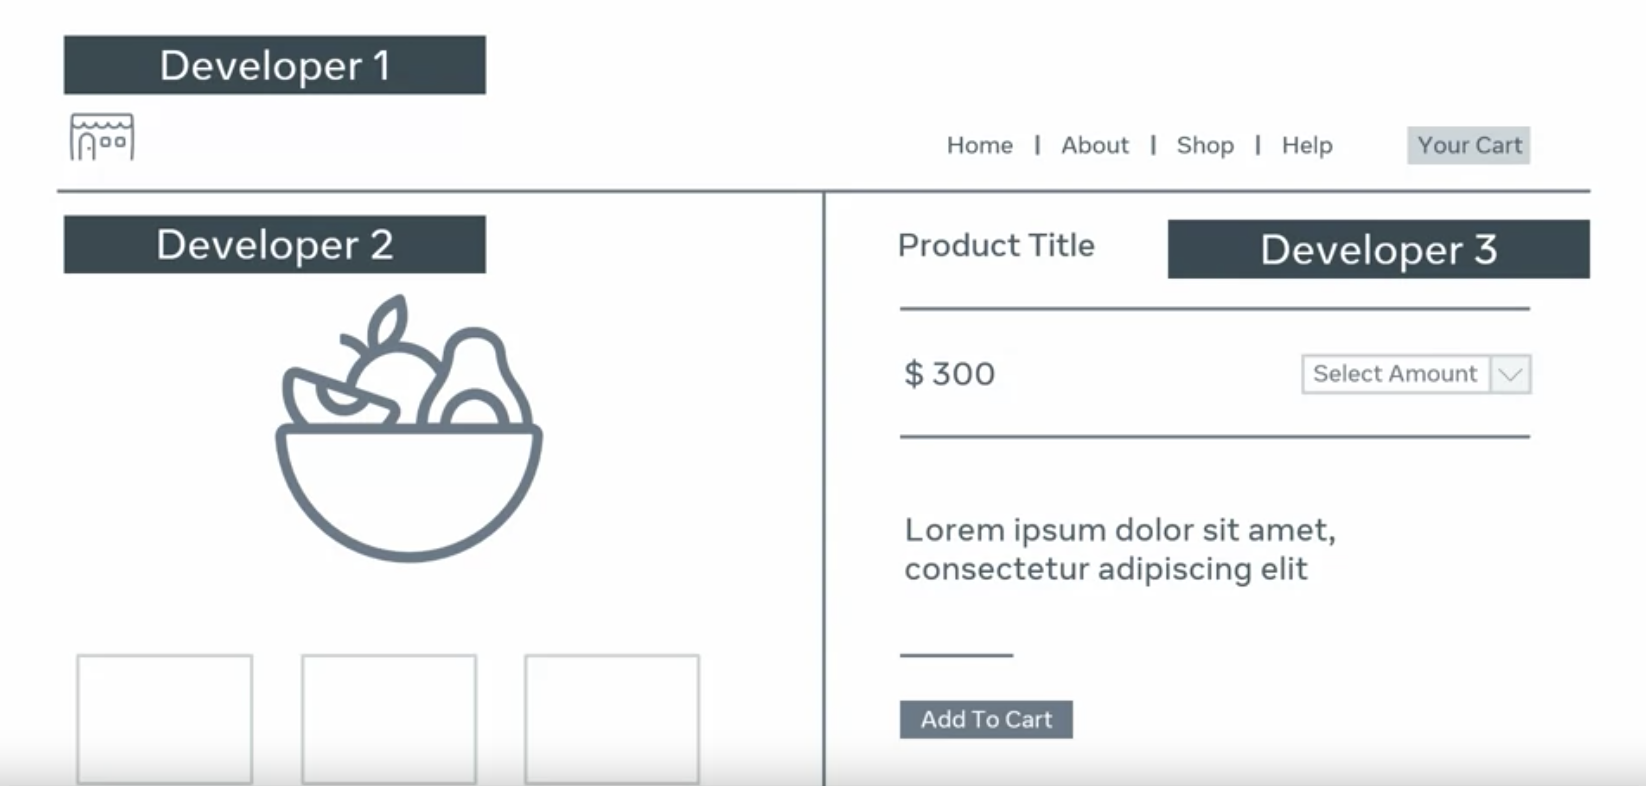 Developer 1
Home | About | Shop | Help
Your Cart
Developer 2
Product Title
Developer 3
$ 300
Select Amount
Lorem ipsum dolor sit amet,
consectetur adipiscing elit
Add To Cart